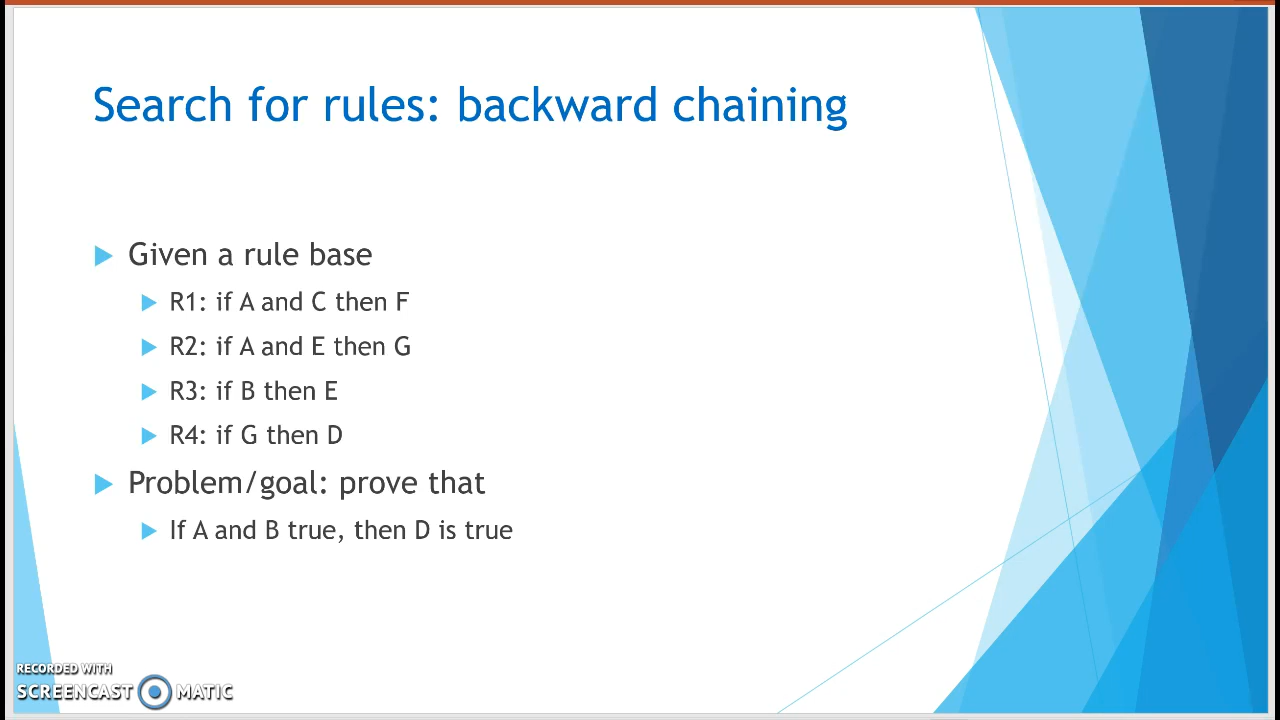 Search for rules: backward chaining
Given a rule base
R1: if A and C then F
R2: if A and E then G
R3: if B then E
R4: if G then D
Problem/goal: prove that
If A and B true, then D is true
RECORDED WITH
SCREENCAST MATIC